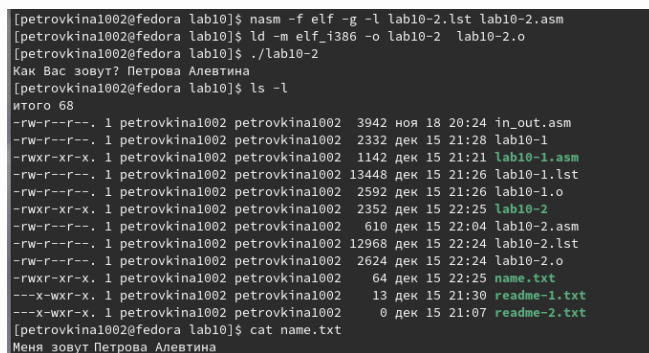 [petrovkina1002@fedora lab10]$ nasm -f elf -g -l lab10-2.lst lab10-2.asm
[petrovkina1002@fedora lab10]$ ld -m elf_i386 -o lab10-2  lab10-2.o
[petrovkina1002@fedora lab10]$ ./lab10-2
Как Вас зовут? Петрова Алевтина
[petrovkina1002@fedora lab10]$ ls -l
итого 68
-rw-r--r--. 1 petrovkina1002 petrovkina1002  3942 ноя 18 20:24 in_out.asm
-rw-r--r--. 1 petrovkina1002 petrovkina1002  2332 дек 15 21:28 lab10-1
-rwxr-xr-x. 1 petrovkina1002 petrovkina1002  1142 дек 15 21:21 lab10-1.asm
-rw-r--r--. 1 petrovkina1002 petrovkina1002 13448 дек 15 21:26 lab10-1.lst
-rw-r--r--. 1 petrovkina1002 petrovkina1002  2592 дек 15 21:26 lab10-1.o
-rwxr-xr-x. 1 petrovkina1002 petrovkina1002  2352 дек 15 22:25 lab10-2
-rw-r--r--. 1 petrovkina1002 petrovkina1002   610 дек 15 22:04 lab10-2.asm
-rw-r--r--. 1 petrovkina1002 petrovkina1002 12968 дек 15 22:24 lab10-2.lst
-rw-r--r--. 1 petrovkina1002 petrovkina1002  2624 дек 15 22:24 lab10-2.o
-rwxr-xr-x. 1 petrovkina1002 petrovkina1002    64 дек 15 22:25 name.txt
---x-wxr-x. 1 petrovkina1002 petrovkina1002    13 дек 15 21:30 readme-1.txt
---x-wxr-x. 1 petrovkina1002 petrovkina1002     0 дек 15 21:07 readme-2.txt
[petrovkina1002@fedora lab10]$ cat name.txt
Меня зовут Петрова Алевтина